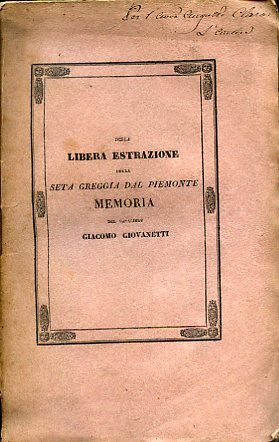 DELLA
LIBERA ESTRAZIONE
DELLA
SETA GREGGIA DAL PIEMONTE
MEMORIA
DEL CAVALIERE
GIACOMO GIOVANETTI